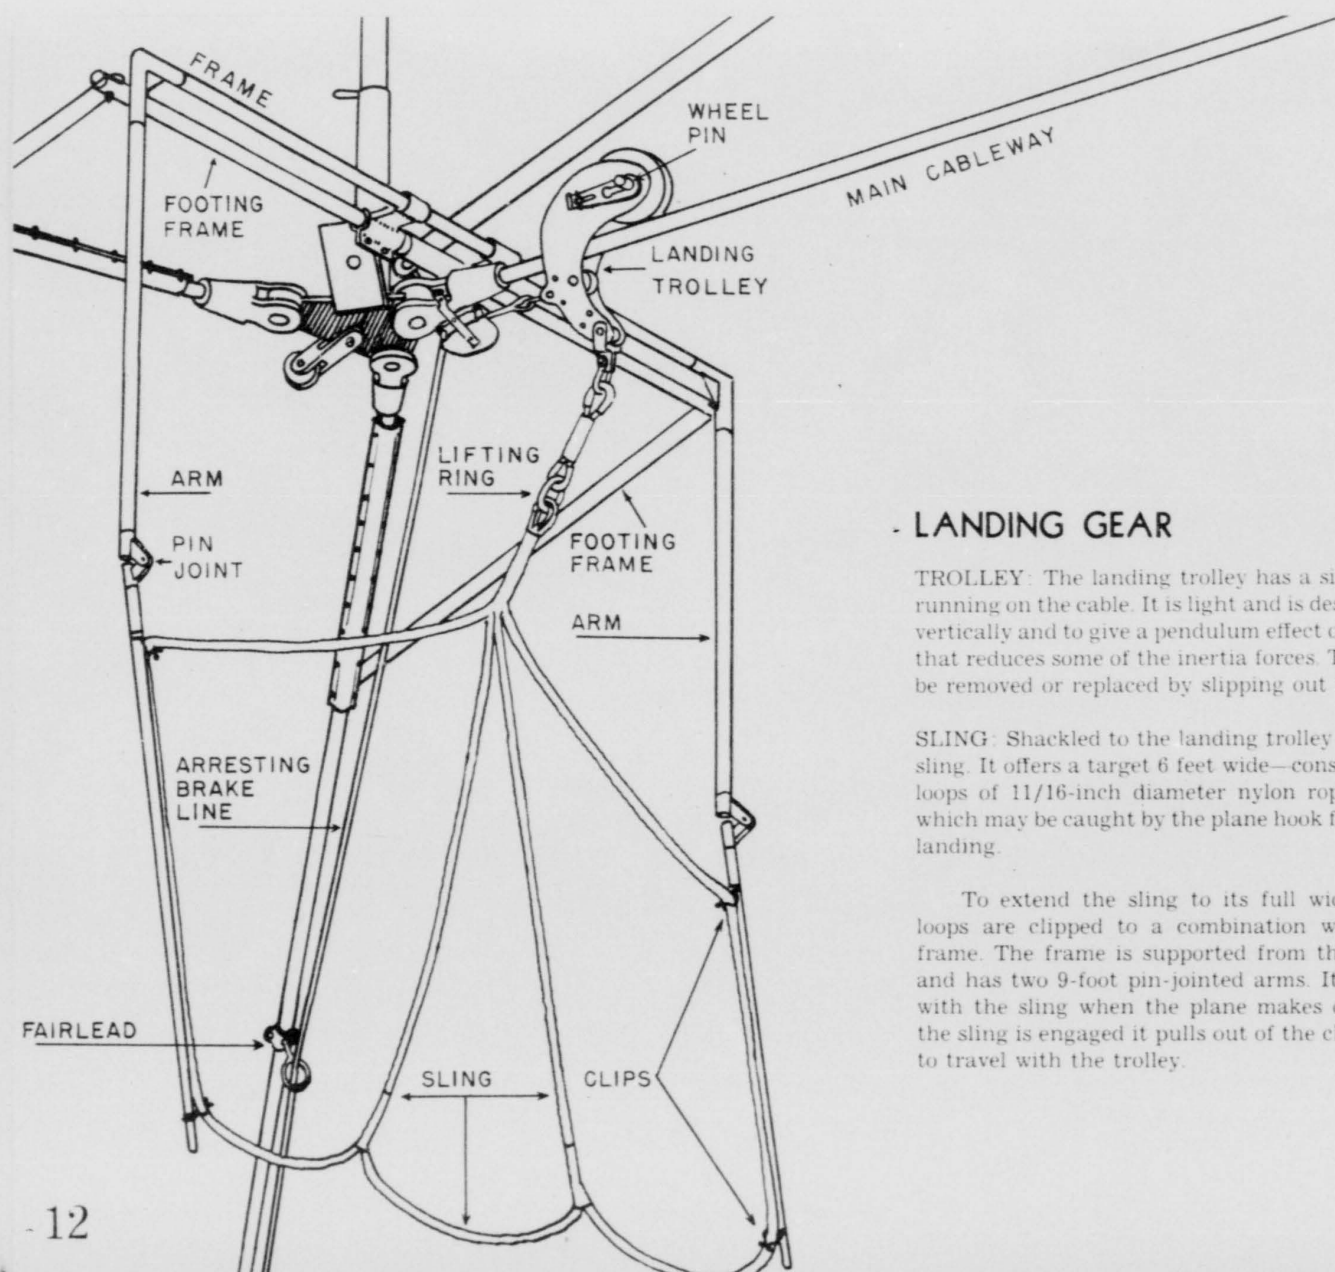 FRAME
WHEEL
PIN
MAIN CABLEWAY
FOOTING
FRAME
LANDING
TROLLEY
LIFTING
RING
ARM
PIN
JOINT
FOOTING
FRAME
ARM
ARRESTING
BRAKE
LINE
FAIRLEAD
SLING
CLIPS
LANDING GEAR
TROLLEY: The landing trolley has a
running on the cable. It is light and is
vertically and to give a pendulum effect
that reduces some of the inertia forces.
be removed or replaced by slipping out
SLING: Shackled to the landing trolley
sling. It offers a target 6 feet wide—
loops of 11/16-inch diameter nylon
which may be caught by the plane hook
landing.
To extend the sling to its full
loops are clipped to a combination
frame. The frame is supported from
and has two 9-foot pin-jointed arms.
with the sling when the plane makes
the sling is engaged it pulls out of the
to travel with the trolley.
12